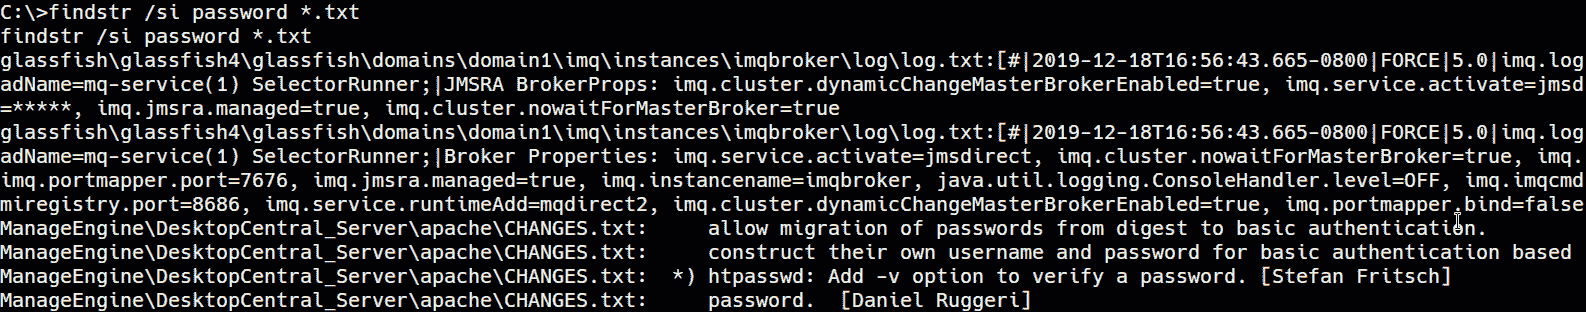 C:\>findstr /si password *.txt
findstr /si password *.txt
glassfish\glassfish4\glassfish\domains\domain1\imq\instances\imqbroker\log\log.txt:[#|2019-12-18T16:56:43.665-0800|FORCE|5.0|imq.log
adName=mq-service(1) SelectorRunner;|JMSRA BrokerProps: imq.cluster.dynamicChangeMasterBrokerEnabled=true, imq.service.activate=jmsd
=*****, imq.jmsra.managed=true, imq.cluster.nowaitForMasterBroker=true
glassfish\glassfish4\glassfish\domains\domain1\imq\instances\imqbroker\log\log.txt:[#|2019-12-18T16:56:43.665-0800|FORCE|5.0|imq.log
adName=mq-service(1) SelectorRunner;|Broker Properties: imq.service.activate=jmsdirect, imq.cluster.nowaitForMasterBroker=true, imq.
imq.portmapper.port=7676, imq.jmsra.managed=true, imq.instancename=imqbroker, java.util.logging.ConsoleHandler.level=OFF, imq.imqcmd
miregistry.port=8686, imq.service.runtimeAdd=mqdirect2, imq.cluster.dynamicChangeMasterBrokerEnabled=true, imq.portmapper.bind=false
ManageEngine\DesktopCentral_Server\apache\CHANGES.txt:     allow migration of passwords from digest to basic authentication.
ManageEngine\DesktopCentral_Server\apache\CHANGES.txt:     construct their own username and password for basic authentication based
ManageEngine\DesktopCentral_Server\apache\CHANGES.txt:  *) htpasswd: Add -v option to verify a password. [Stefan Fritsch]
ManageEngine\DesktopCentral_Server\apache\CHANGES.txt:     password.  [Daniel Ruggeri]